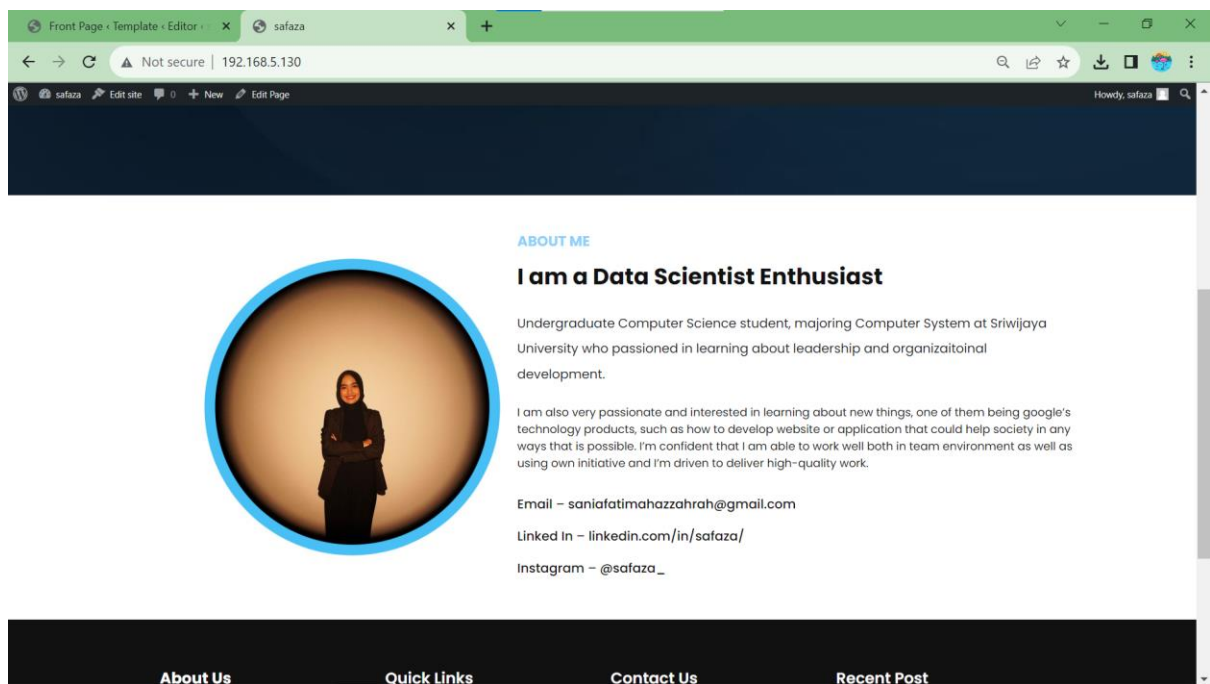 Front Page ‹ Template ‹ Editor ‹
safaza
Not secure | 192.168.5.130
safaza Edit site 0 + New Edit Page Howdy, safaza
ABOUT ME
I am a Data Scientist Enthusiast
Undergraduate Computer Science student, majoring Computer System at Sriwijaya
University who passioned in learning about leadership and organizaitoinal
development.
I am also very passionate and interested in learning about new things, one of them being google's
technology products, such as how to develop website or application that could help society in any
ways that is possible. I'm confident that I am able to work well both in team environment as well as
using own initiative and I'm driven to deliver high-quality work.
Email – saniafatimahazzahrah@gmail.com
Linked In – linkedin.com/in/safaza/
Instagram – @safaza_
About Us Quick Links Contact Us Recent Post